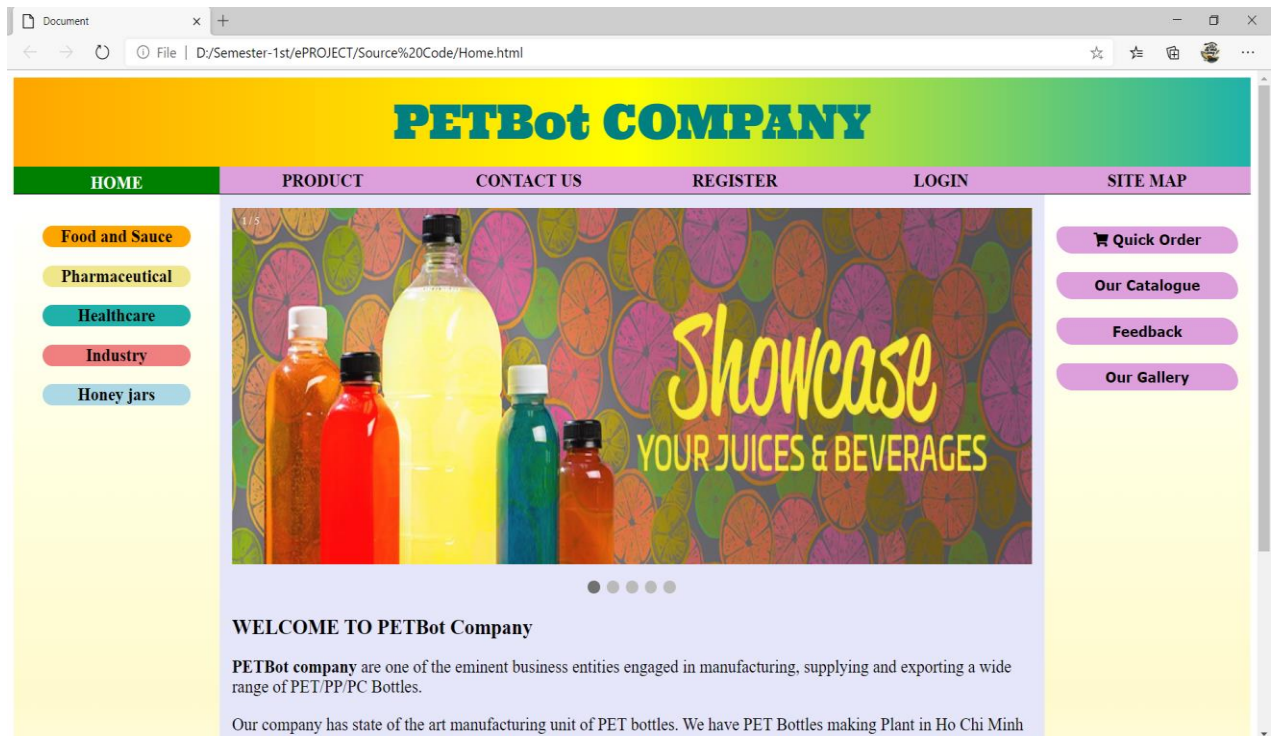 Document
File | D:/Semester-1st/ePROJECT/Source%20Code/Home.html
PETBot COMPANY
HOME PRODUCT CONTACT US REGISTER LOGIN SITE MAP
Food and Sauce
Pharmaceutical
Healthcare
Industry
Honey jars
1 / 5
Showcase
YOUR JUICES & BEVERAGES
Quick Order
Our Catalogue
Feedback
Our Gallery
WELCOME TO PETBot Company
PETBot company are one of the eminent business entities engaged in manufacturing, supplying and exporting a wide
range of PET/PP/PC Bottles.
Our company has state of the art manufacturing unit of PET bottles. We have PET Bottles making Plant in Ho Chi Minh